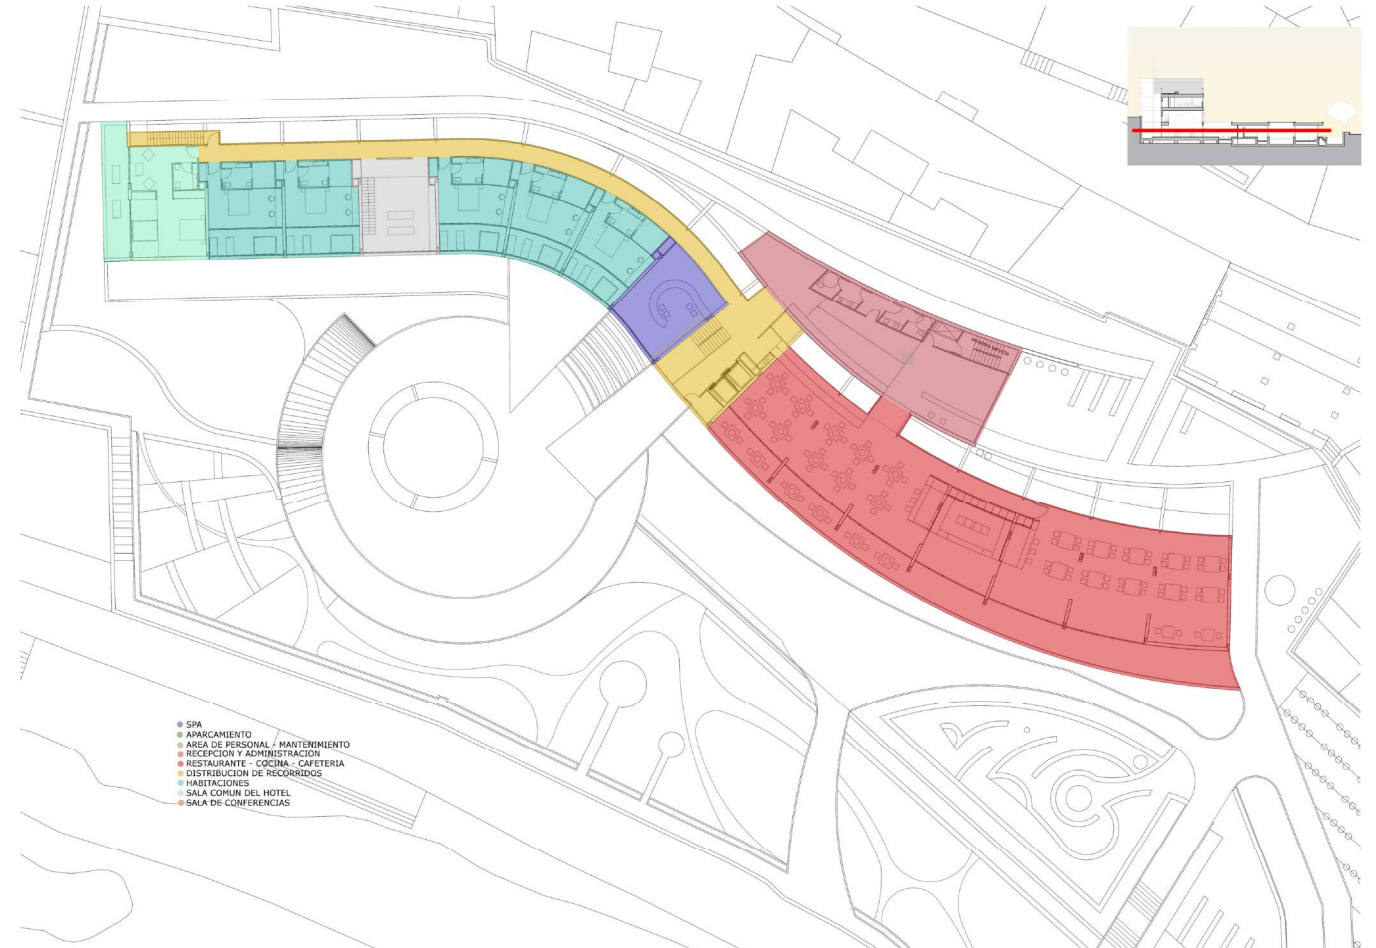 SPA
APARCAMIENTO
AREA DE PERSONAL - MANTENIMIENTO
RECEPCION Y ADMINISTRACION
RESTAURANTE - COCINA - CAFETERIA
DISTRIBUCION DE RECORRIDOS
HABITACIONES
SALA COMUN DEL HOTEL
SALA DE CONFERENCIAS